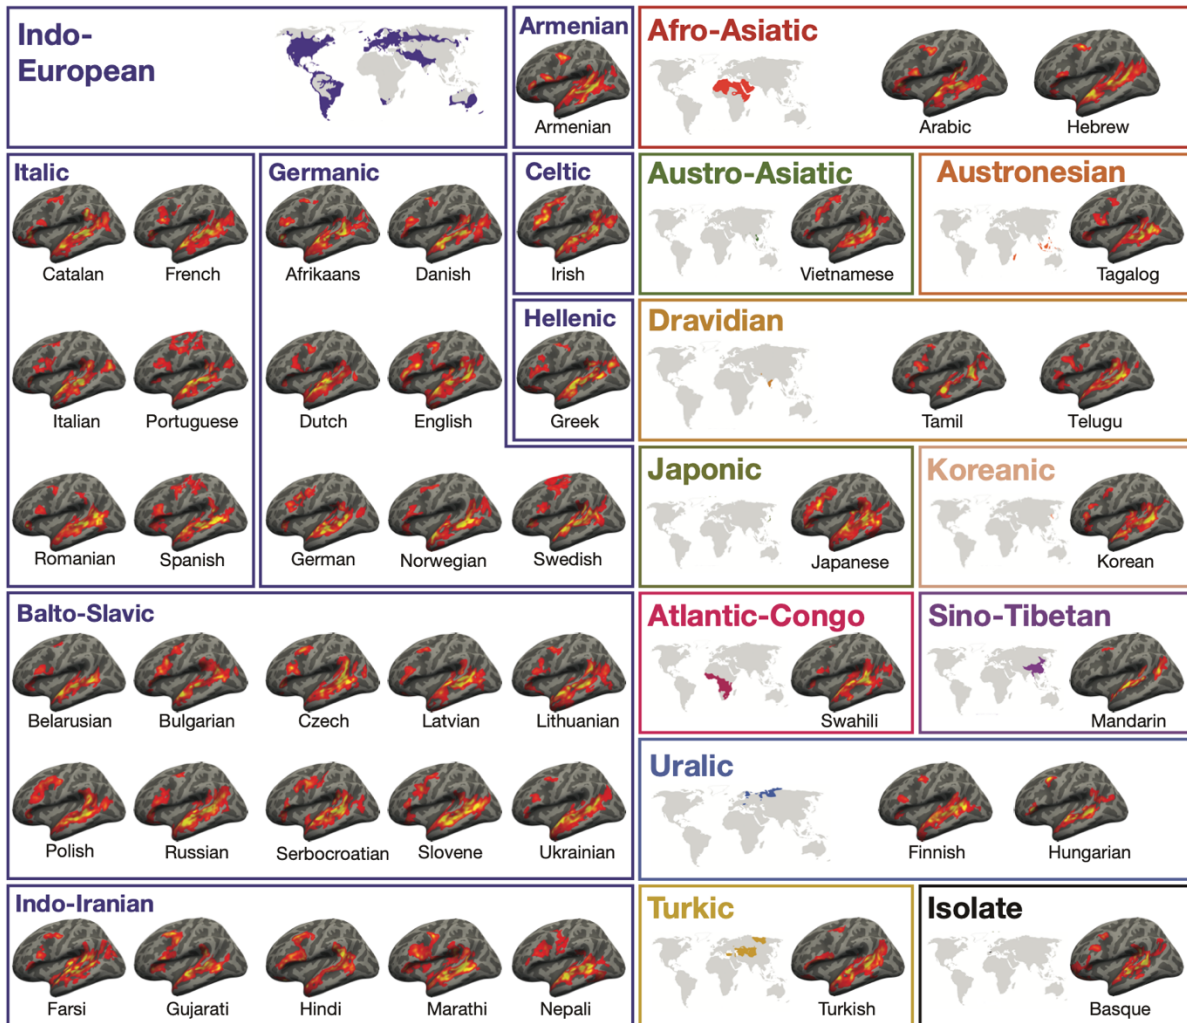 Indo-
European
Armenian
Armenian
Afro-Asiatic
Arabic
Hebrew
Italic
Catalan
French
Italian
Portuguese
Romanian
Spanish
Germanic
Afrikaans
Danish
Dutch
English
German
Norwegian
Swedish
Celtic
Irish
Hellenic
Greek
Austro-Asiatic
Vietnamese
Austronesian
Tagalog
Dravidian
Tamil
Telugu
Japonic
Japanese
Koreanic
Korean
Balto-Slavic
Belarusian
Bulgarian
Czech
Latvian
Lithuanian
Polish
Russian
Serbocroatian
Slovene
Ukrainian
Atlantic-Congo
Swahili
Sino-Tibetan
Mandarin
Uralic
Finnish
Hungarian
Indo-Iranian
Farsi
Gujarati
Hindi
Marathi
Nepali
Turkic
Turkish
Isolate
Basque